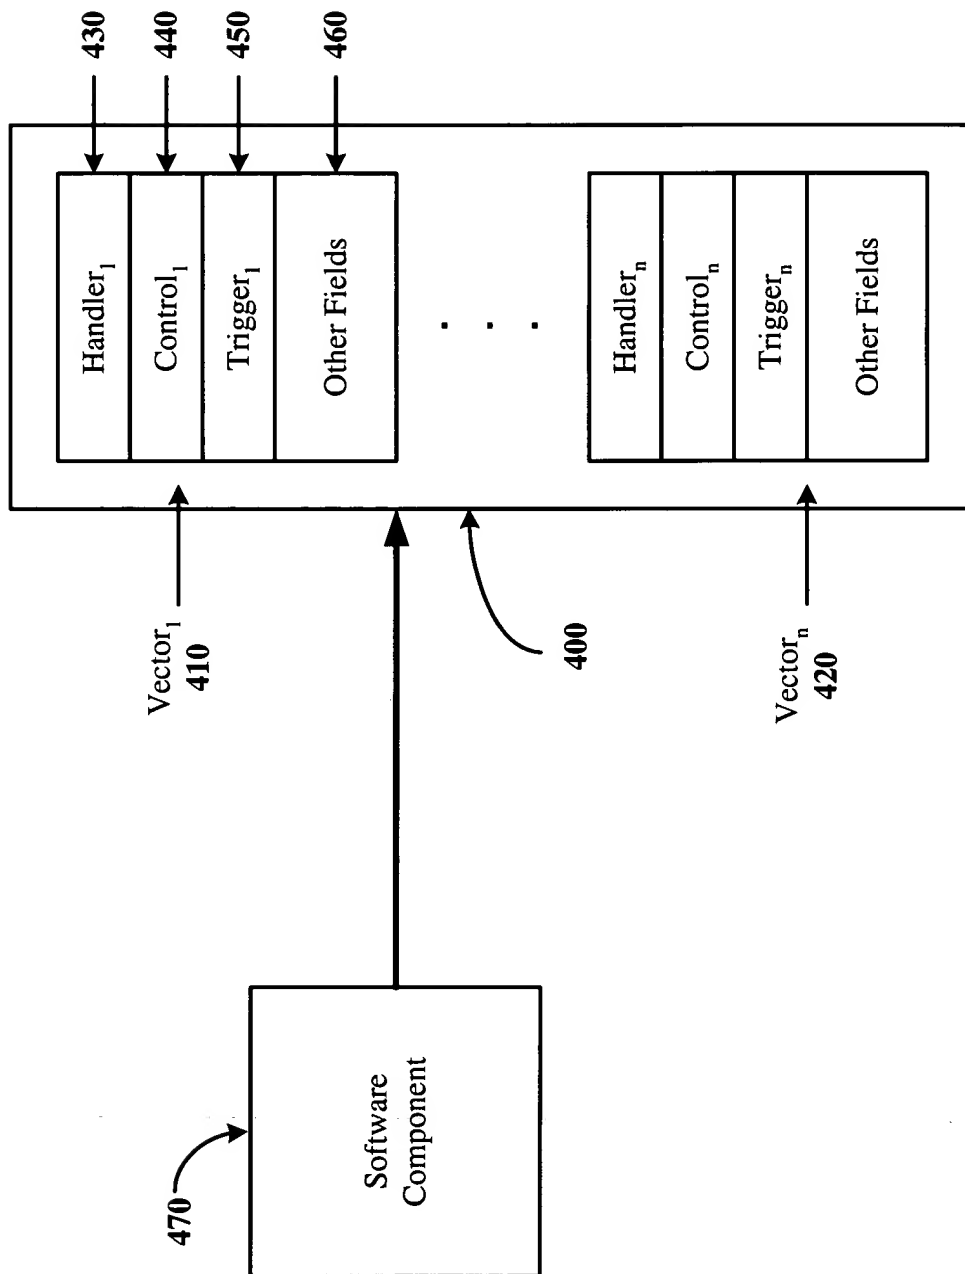 430
440
450
460
Handler₁
Control₁
Trigger₁
Other Fields
. . .
Handlerₙ
Controlₙ
Triggerₙ
Other Fields
Vector₁
410
400
Vectorₙ
420
Software
Component
470